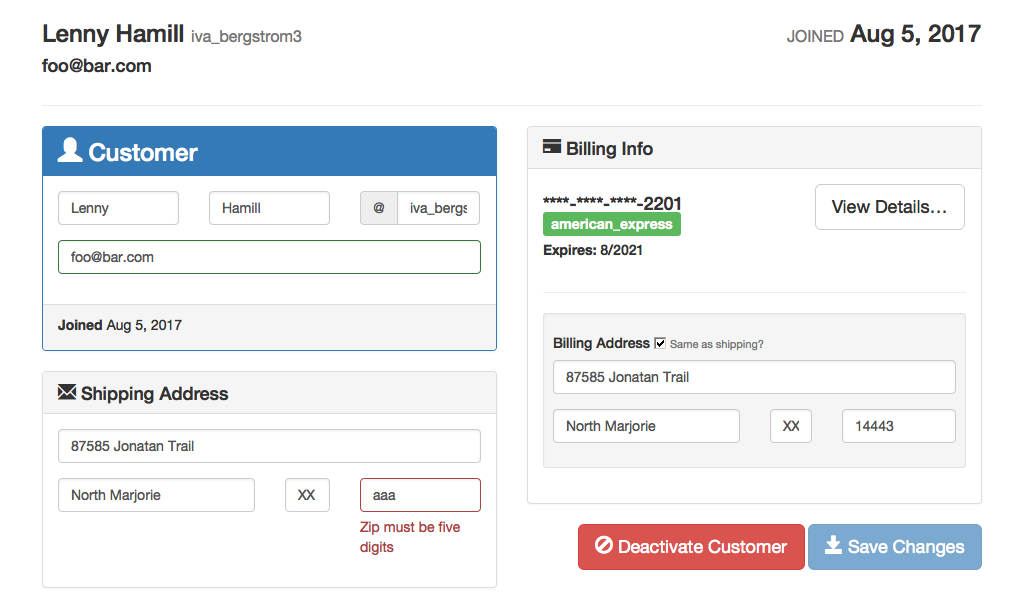 Lenny Hamill iva_bergstrom3
JOINED Aug 5, 2017
foo@bar.com
Customer
Lenny
Hamill
@ iva_bergs
foo@bar.com
Joined Aug 5, 2017
Shipping Address
87585 Jonatan Trail
North Marjorie
XX
aaa
Zip must be five
digits
Billing Info
****-****-****-2201
american_express
Expires: 8/2021
View Details...
Billing Address Same as shipping?
87585 Jonatan Trail
North Marjorie
XX
14443
Deactivate Customer
Save Changes